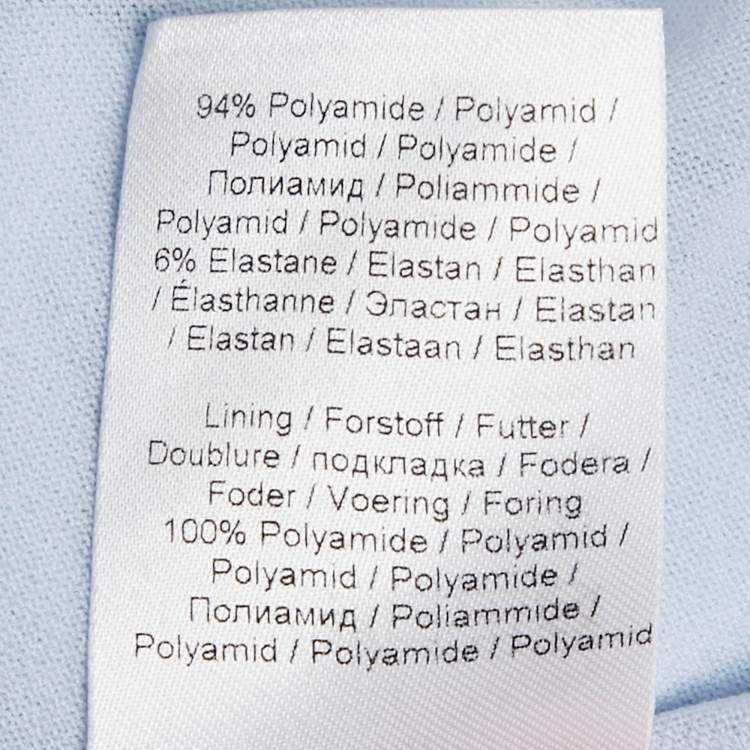 94% Polyamide / Polyamid /
Polyamid / Polyamide /
Полиамид / Poliammide /
Polyamid / Polyamide / Polyamid
6% Elastane / Elastan / Elasthan
/ Élasthanne / Эластан / Elastan
/ Elastan / Elastaan / Elasthan
Lining / Forstoff / Futter /
Doublure / подкладка / Fodera /
Foder / Voering / Foring
100% Polyamide / Polyamid /
Polyamid / Polyamide /
Полиамид / Poliammide /
Polyamid / Polyamide / Polyamid